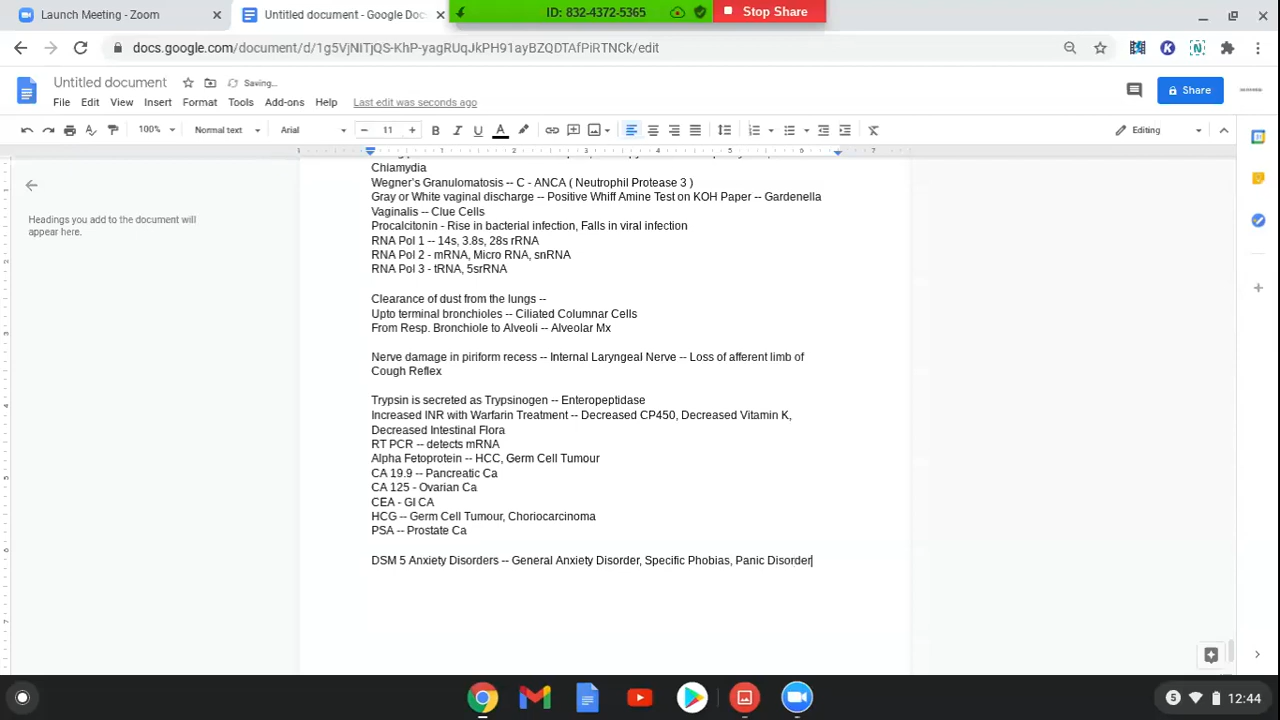 Launch Meeting - Zoom
Untitled document - Google Docs
ID: 832-4372-5365
Stop Share
docs.google.com/document/d/1g5VjNITjQS-KhP-yagRUqJkPH91ayBZQDTAfPiRTNCk/edit
Untitled document
Saving...
File Edit View Insert Format Tools Add-ons Help Last edit was seconds ago
Share
100% Normal text Arial 11 Editing
1 1 2 3 4 5 6 7
Headings you add to the document will
appear here.
Chlamydia
Wegner's Granulomatosis -- C - ANCA ( Neutrophil Protease 3 )
Gray or White vaginal discharge -- Positive Whiff Amine Test on KOH Paper -- Gardenella
Vaginalis -- Clue Cells
Procalcitonin - Rise in bacterial infection, Falls in viral infection
RNA Pol 1 -- 14s, 3.8s, 28s rRNA
RNA Pol 2 - mRNA, Micro RNA, snRNA
RNA Pol 3 - tRNA, 5srRNA
Clearance of dust from the lungs --
Upto terminal bronchioles -- Ciliated Columnar Cells
From Resp. Bronchiole to Alveoli -- Alveolar Mx
Nerve damage in piriform recess -- Internal Laryngeal Nerve -- Loss of afferent limb of
Cough Reflex
Trypsin is secreted as Trypsinogen -- Enteropeptidase
Increased INR with Warfarin Treatment -- Decreased CP450, Decreased Vitamin K,
Decreased Intestinal Flora
RT PCR -- detects mRNA
Alpha Fetoprotein -- HCC, Germ Cell Tumour
CA 19.9 -- Pancreatic Ca
CA 125 - Ovarian Ca
CEA - GI CA
HCG -- Germ Cell Tumour, Choriocarcinoma
PSA -- Prostate Ca
DSM 5 Anxiety Disorders -- General Anxiety Disorder, Specific Phobias, Panic Disorder
5 12:44